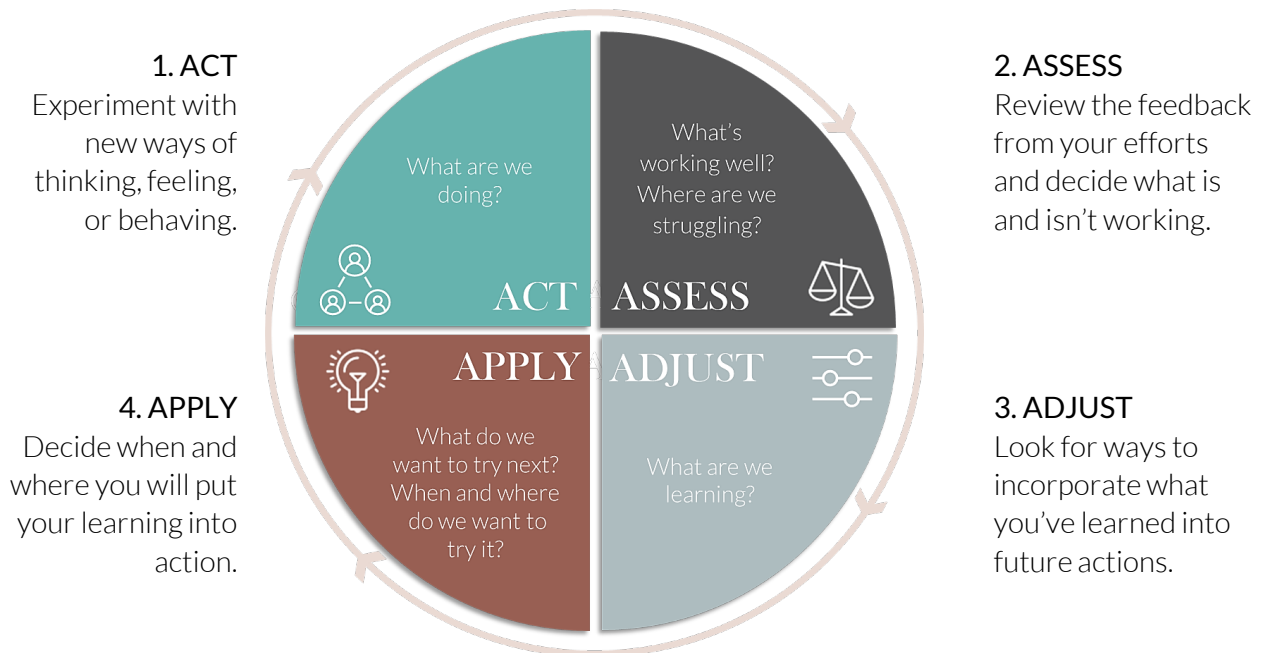 1. ACT
Experiment with
new ways of
thinking, feeling,
or behaving.
What are we
doing?
ACT
What's
working well?
Where are we
struggling?
ASSESS
2. ASSESS
Review the feedback
from your efforts
and decide what is
and isn't working.
4. APPLY
Decide when and
where you will put
your learning into
action.
APPLY
What do we
want to try next?
When and where
do we want to
try it?
ADJUST
What are we
learning?
3. ADJUST
Look for ways to
incorporate what
you've learned into
future actions.